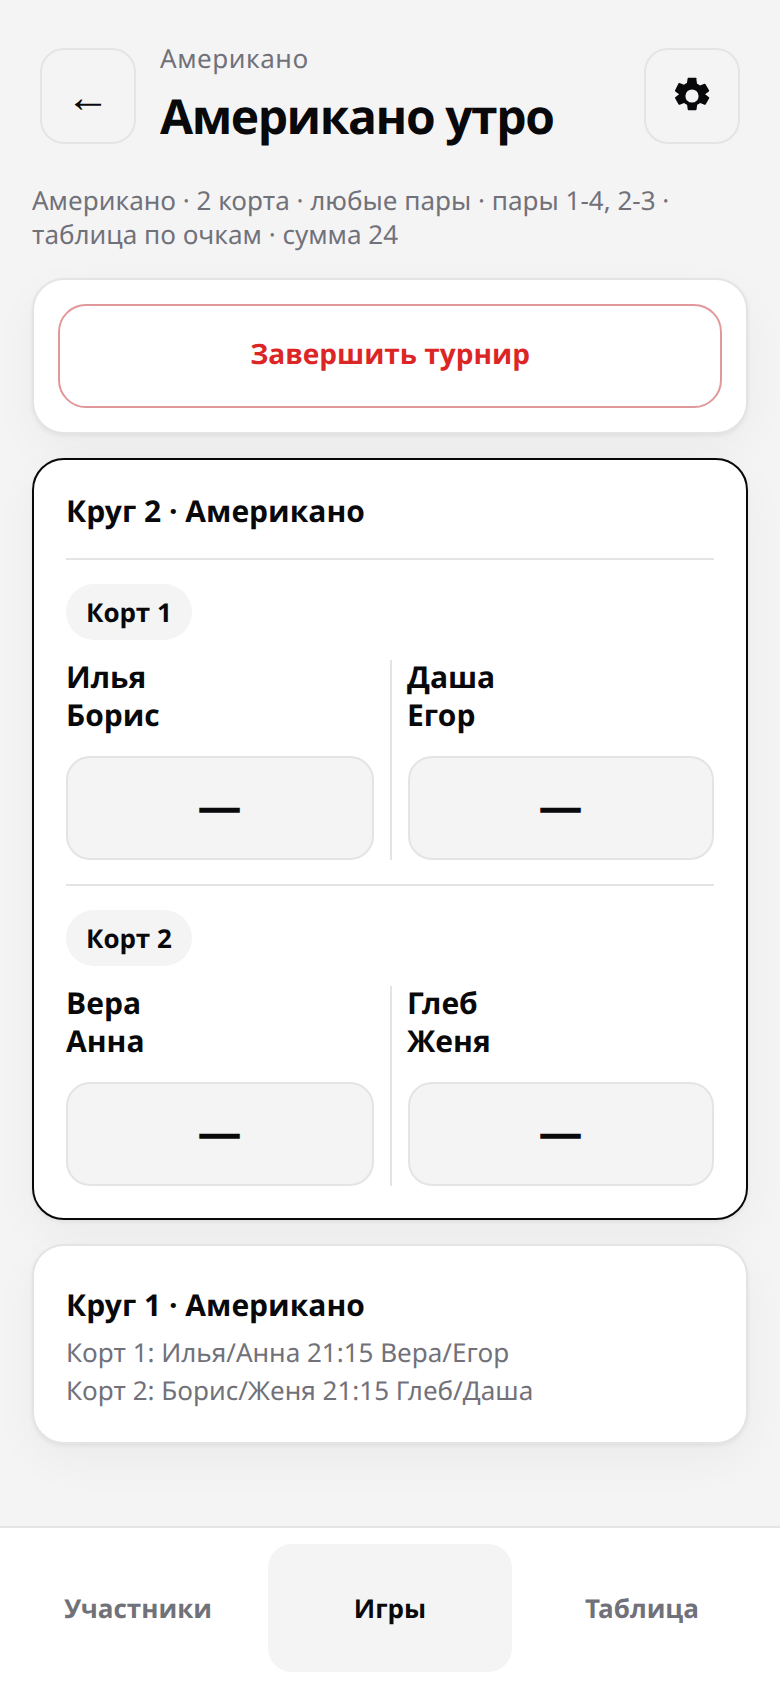 ←
Американо
Американо утро
Американо · 2 корта · любые пары · пары 1-4, 2-3 ·
таблица по очкам · сумма 24
Завершить турнир
Круг 2 · Американо
Корт 1
Илья
Борис
Даша
Егор
—
—
Корт 2
Вера
Анна
Глеб
Женя
—
—
Круг 1 · Американо
Корт 1: Илья/Анна 21:15 Вера/Егор
Корт 2: Борис/Женя 21:15 Глеб/Даша
Участники
Игры
Таблица